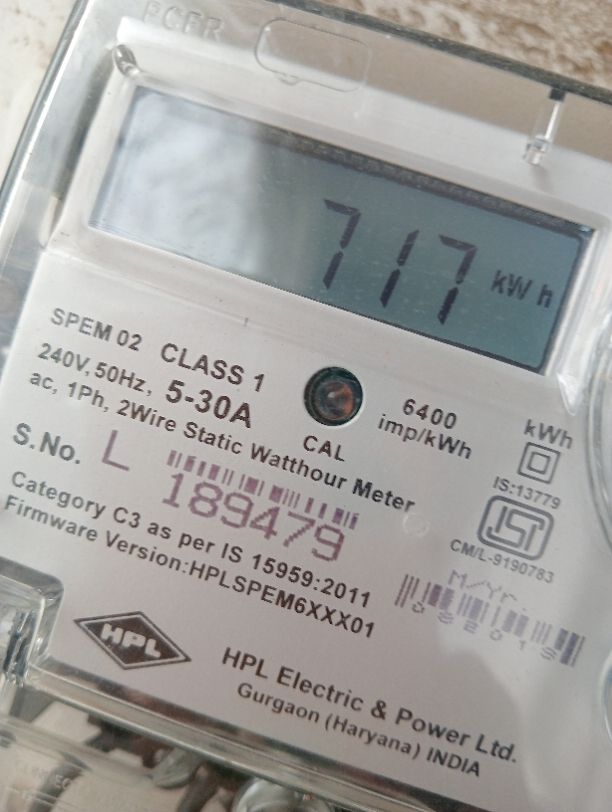 717 kWh
SPEM 02 CLASS 1
240V, 50Hz, 5-30A
ac, 1Ph, 2Wire Static Watthour Meter
CAL
6400
imp/kWh
kWh
IS:13779
ISI
CM/L-9190783
S.No. L
189479
Category C3 as per IS 15959:2011
Firmware Version:HPLSPEM6XXX01
M/Yr.
HPL
HPL Electric & Power Ltd.
Gurgaon (Haryana) INDIA